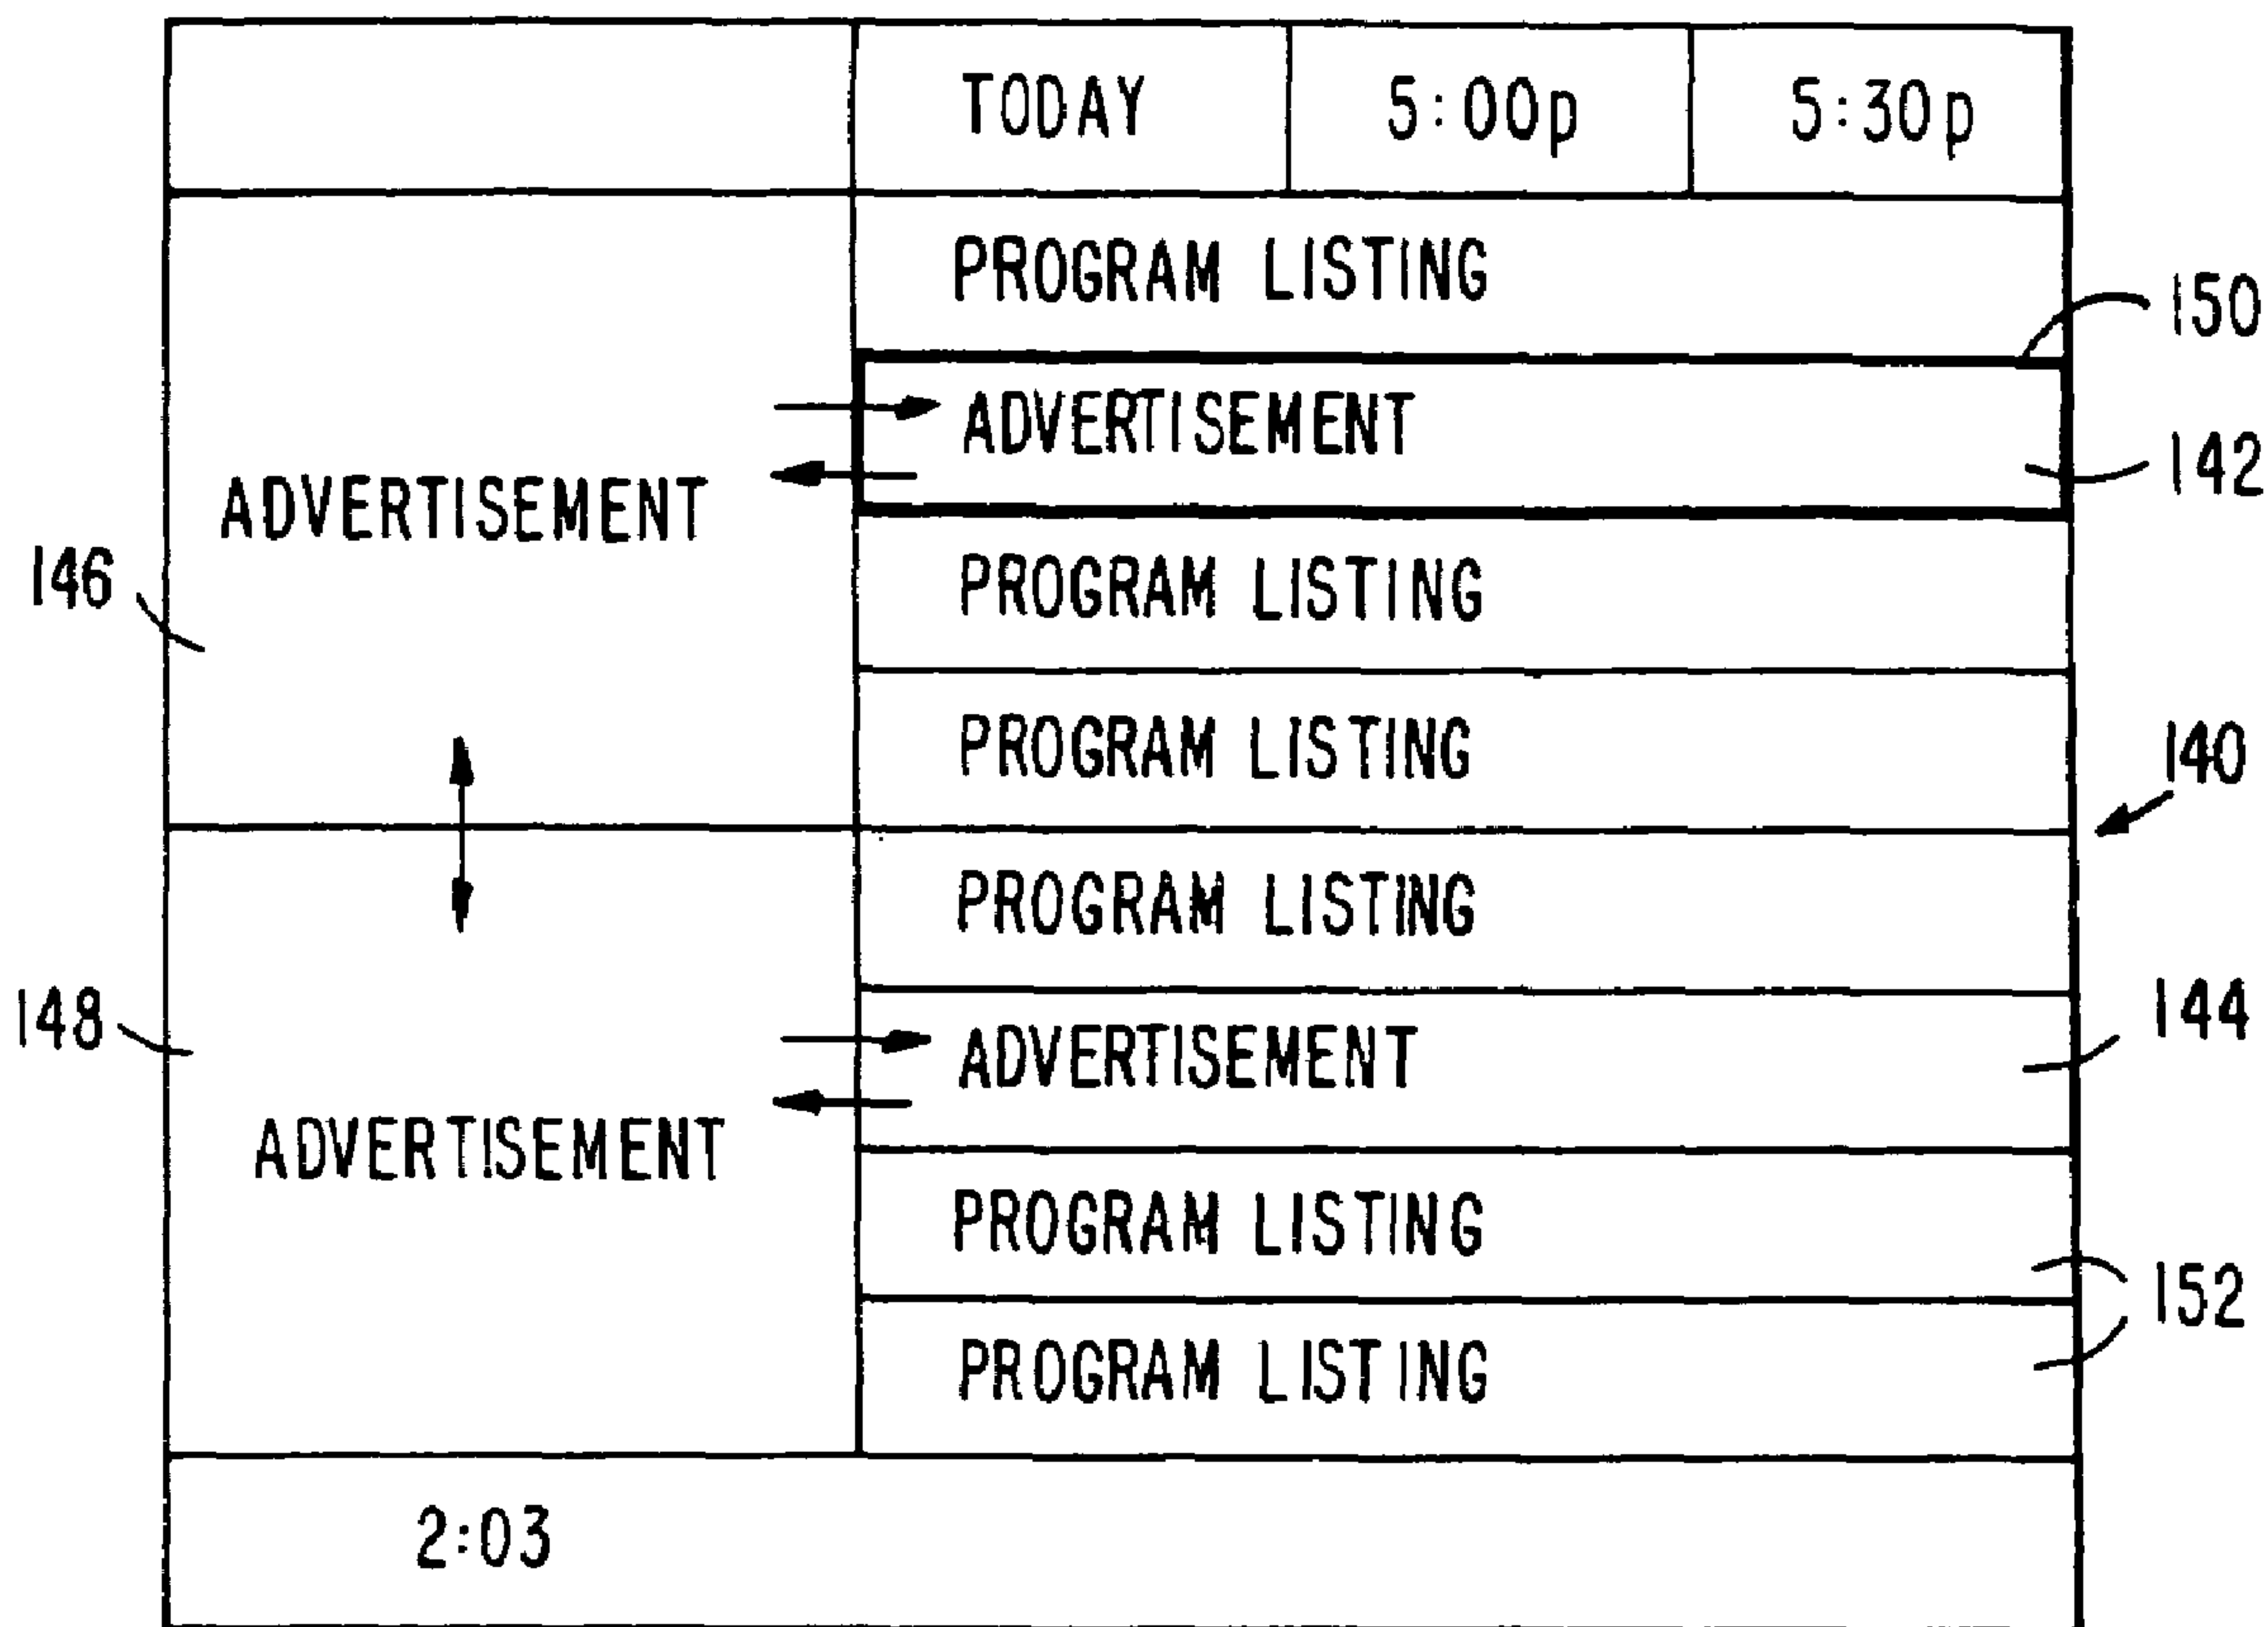 TODAY
5:00p
5:30p
PROGRAM LISTING
150
ADVERTISEMENT
142
ADVERTISEMENT
146
PROGRAM LISTING
PROGRAM LISTING
140
PROGRAM LISTING
148
ADVERTISEMENT
144
ADVERTISEMENT
PROGRAM LISTING
152
PROGRAM LISTING
2:03